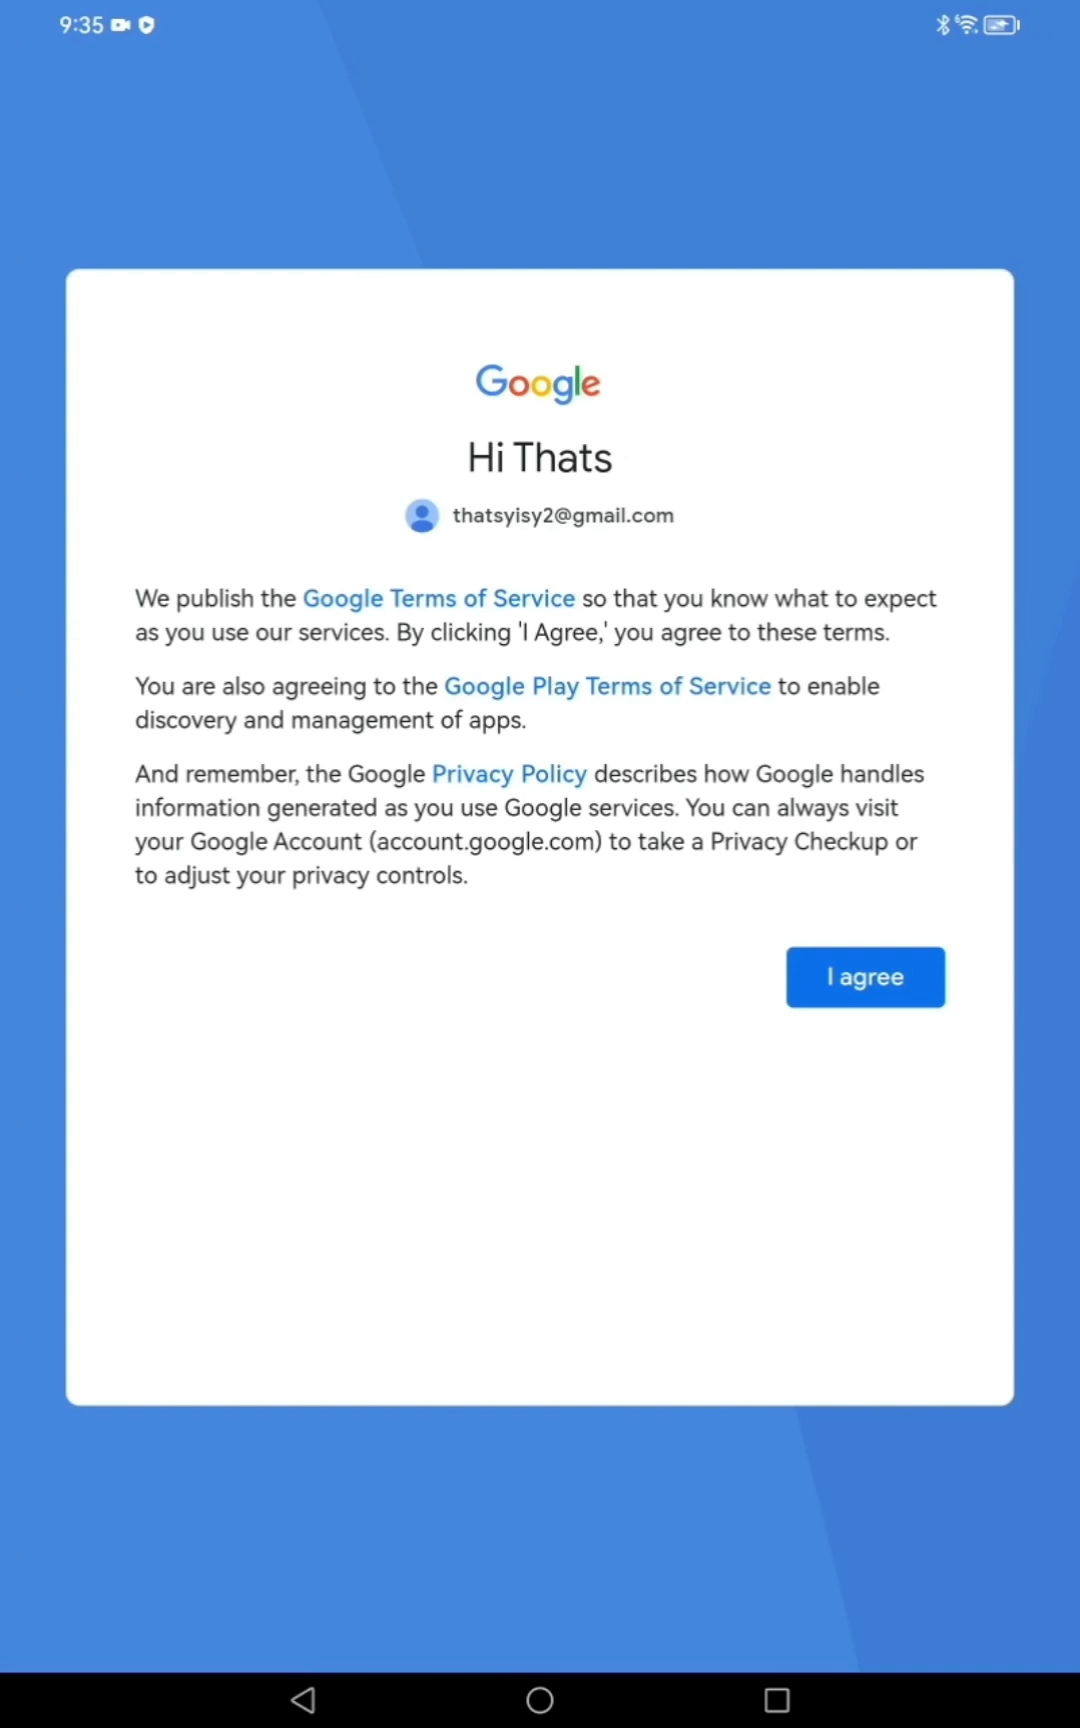 9:35
Google
Hi Thats
thatsyisy2@gmail.com
We publish the Google Terms of Service so that you know what to expect
as you use our services. By clicking 'I Agree,' you agree to these terms.
You are also agreeing to the Google Play Terms of Service to enable
discovery and management of apps.
And remember, the Google Privacy Policy describes how Google handles
information generated as you use Google services. You can always visit
your Google Account (account.google.com) to take a Privacy Checkup or
to adjust your privacy controls.
I agree